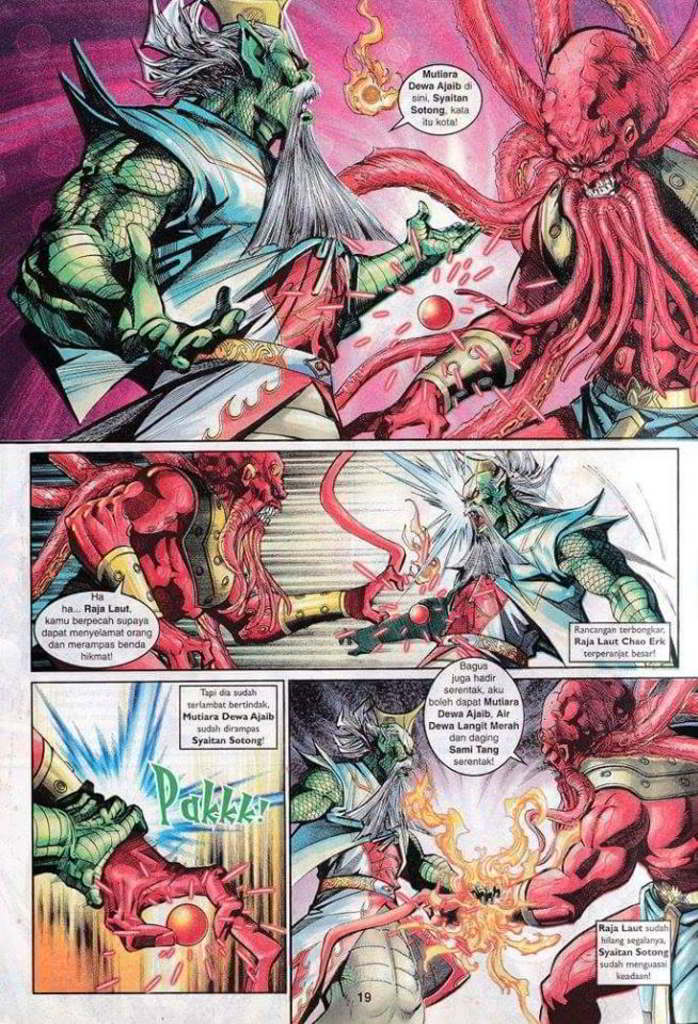 Mutiara
Dewa Ajaib di
sini, Syaitan
Sotong, kata
itu kota!
Ha
ha... Raja Laut,
kamu berpecah supaya
dapat menyelamat orang
dan merampas benda
hikmat!
Rancangan terbongkar,
Raja Laut Chao Erk
terperanjat besar!
Tapi dia sudah
terlambat bertindak,
Mutiara Dewa Ajaib
sudah dirampas
Syaitan Sotong!
Pakkk!
Bagus
juga hadir
serentak, aku
boleh dapat Mutiara
Dewa Ajaib, Air
Dewa Langit Merah
dan daging
Sami Tang
serentak!
Raja Laut sudah
hilang segalanya,
Syaitan Sotong
sudah menguasai
keadaan!
19